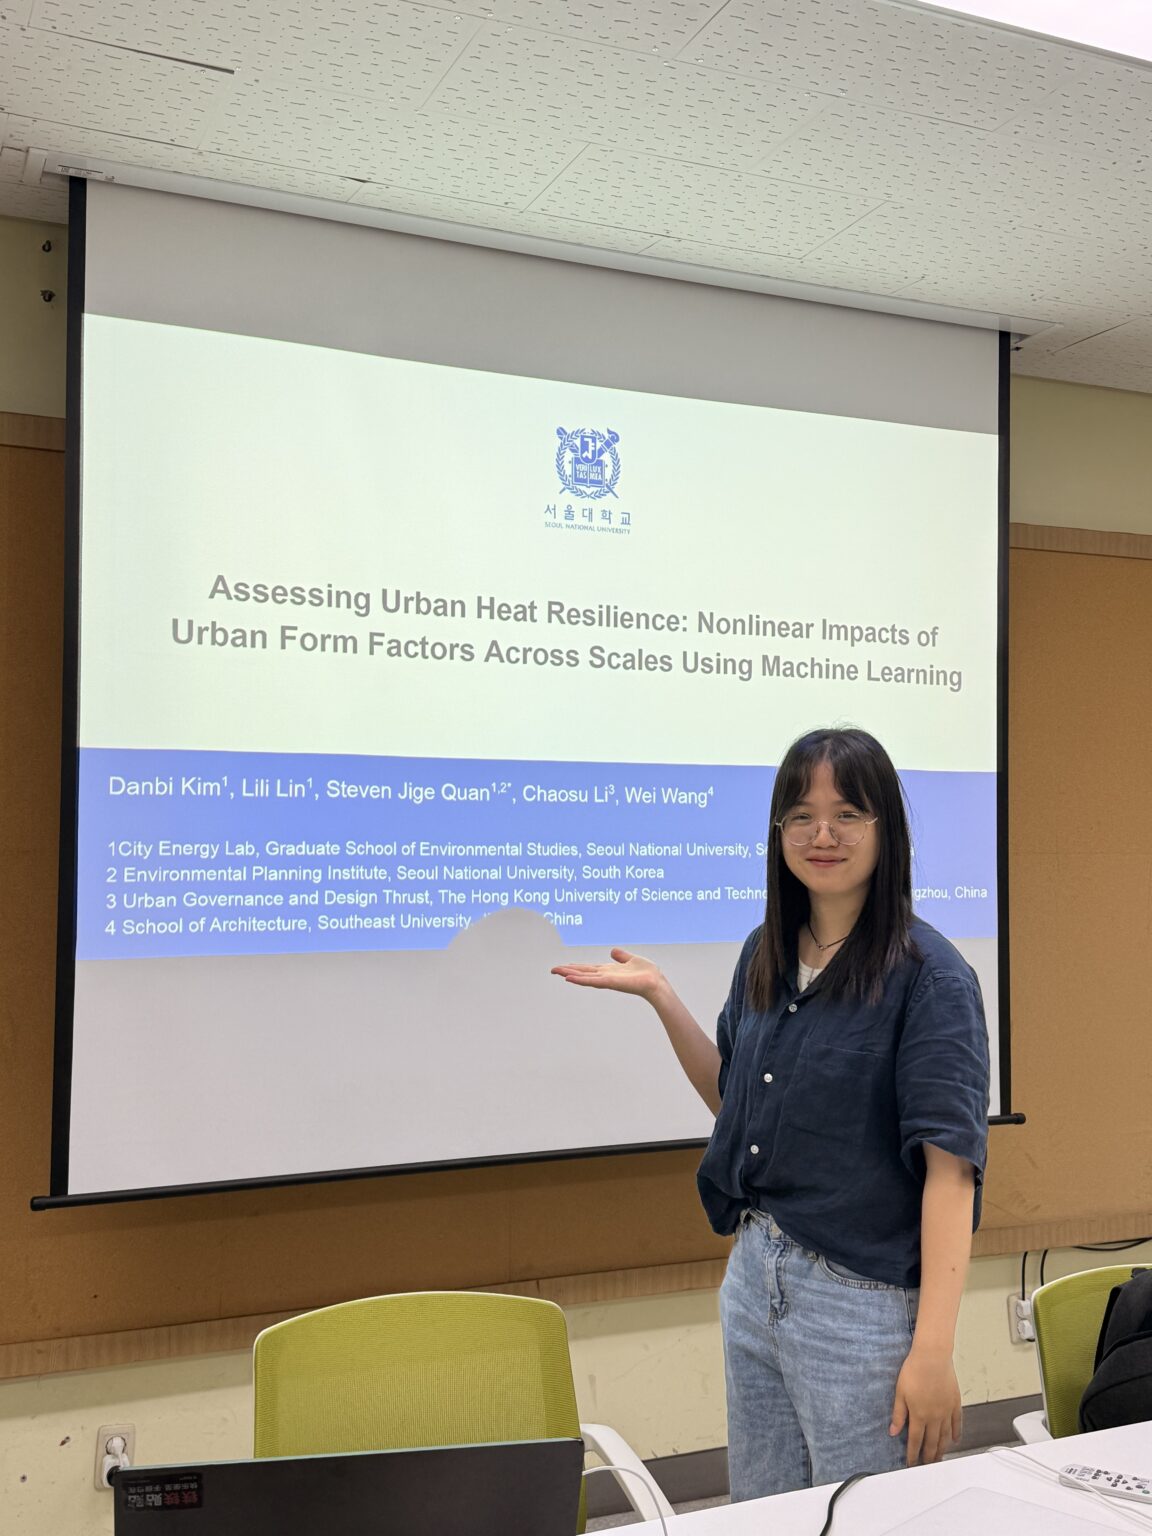 VERI LUX
TAS MEA
서울대학교
SEOUL NATIONAL UNIVERSITY
Assessing Urban Heat Resilience: Nonlinear Impacts of
Urban Form Factors Across Scales Using Machine Learning
Danbi Kim¹, Lili Lin¹, Steven Jige Quan¹,²*, Chaosu Li³, Wei Wang⁴
1City Energy Lab, Graduate School of Environmental Studies, Seoul National University,
2 Environmental Planning Institute, Seoul National University, South Korea
3 Urban Governance and Design Thrust, The Hong Kong University of Science and China
4 School of Architecture, Southeast University, China